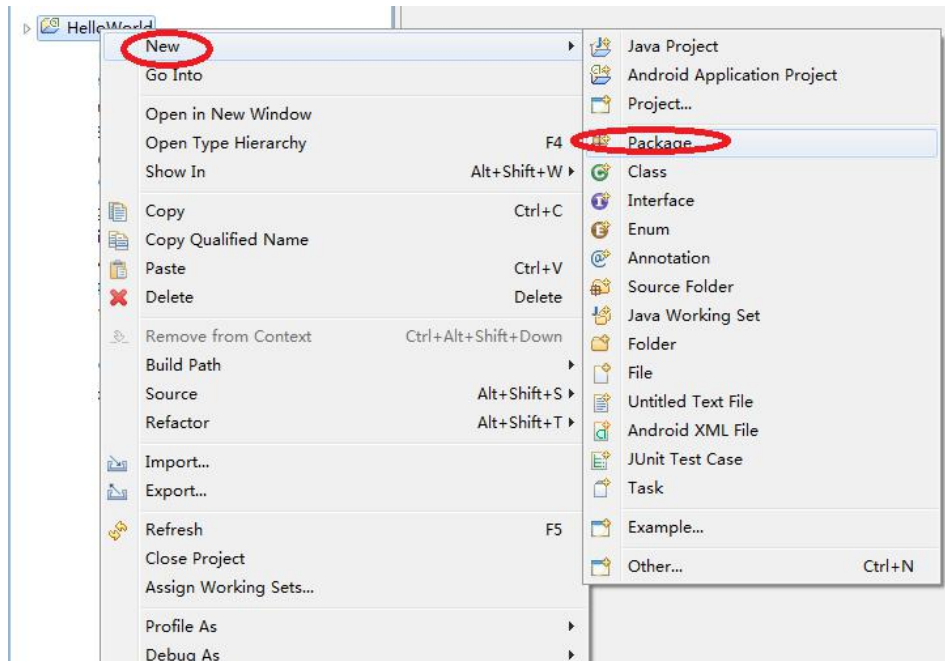 HelloWorld
New
Go Into
Open in New Window
Open Type Hierarchy F4
Show In Alt+Shift+W
Copy Ctrl+C
Copy Qualified Name
Paste Ctrl+V
Delete Delete
Remove from Context Ctrl+Alt+Shift+Down
Build Path
Source Alt+Shift+S
Refactor Alt+Shift+T
Import...
Export...
Refresh F5
Close Project
Assign Working Sets...
Profile As
Debug As
Java Project
Android Application Project
Project...
Package
Class
Interface
Enum
Annotation
Source Folder
Java Working Set
Folder
File
Untitled Text File
Android XML File
JUnit Test Case
Task
Example...
Other... Ctrl+N